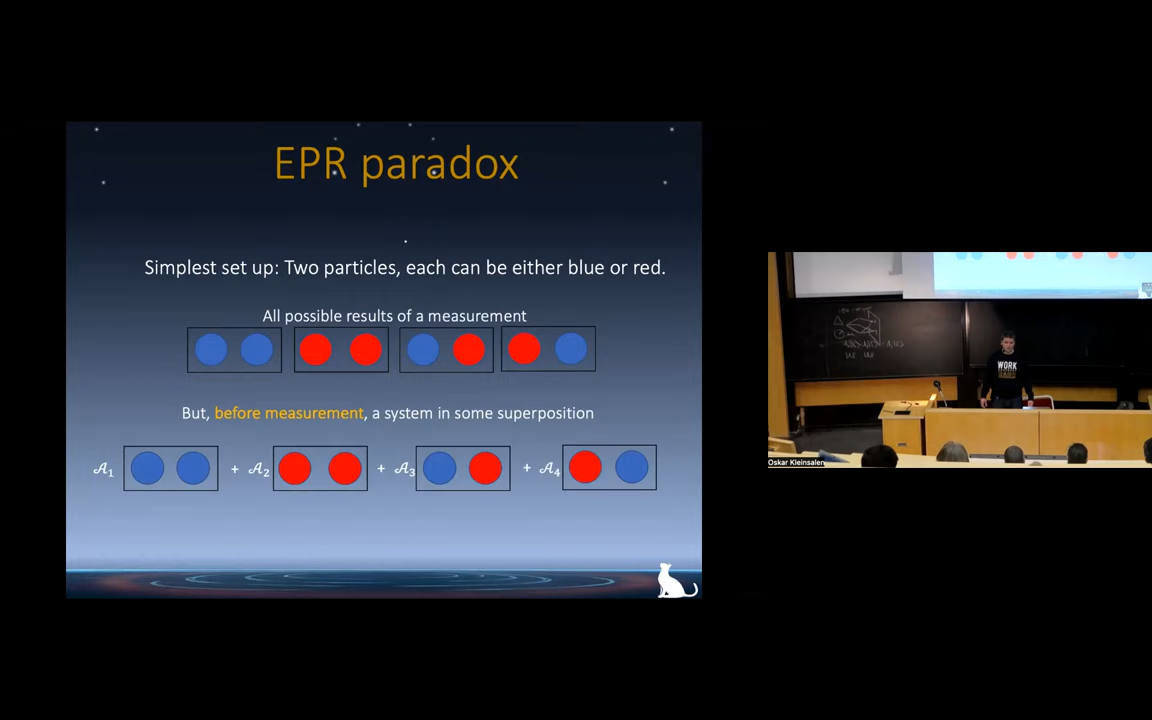 EPR paradox
.
Simplest set up: Two particles, each can be either blue or red.
All possible results of a measurement
But, before measurement, a system in some superposition
𝒜₁ + 𝒜₂ + 𝒜₃ + 𝒜₄
WORK
Oskar Kleinsalen